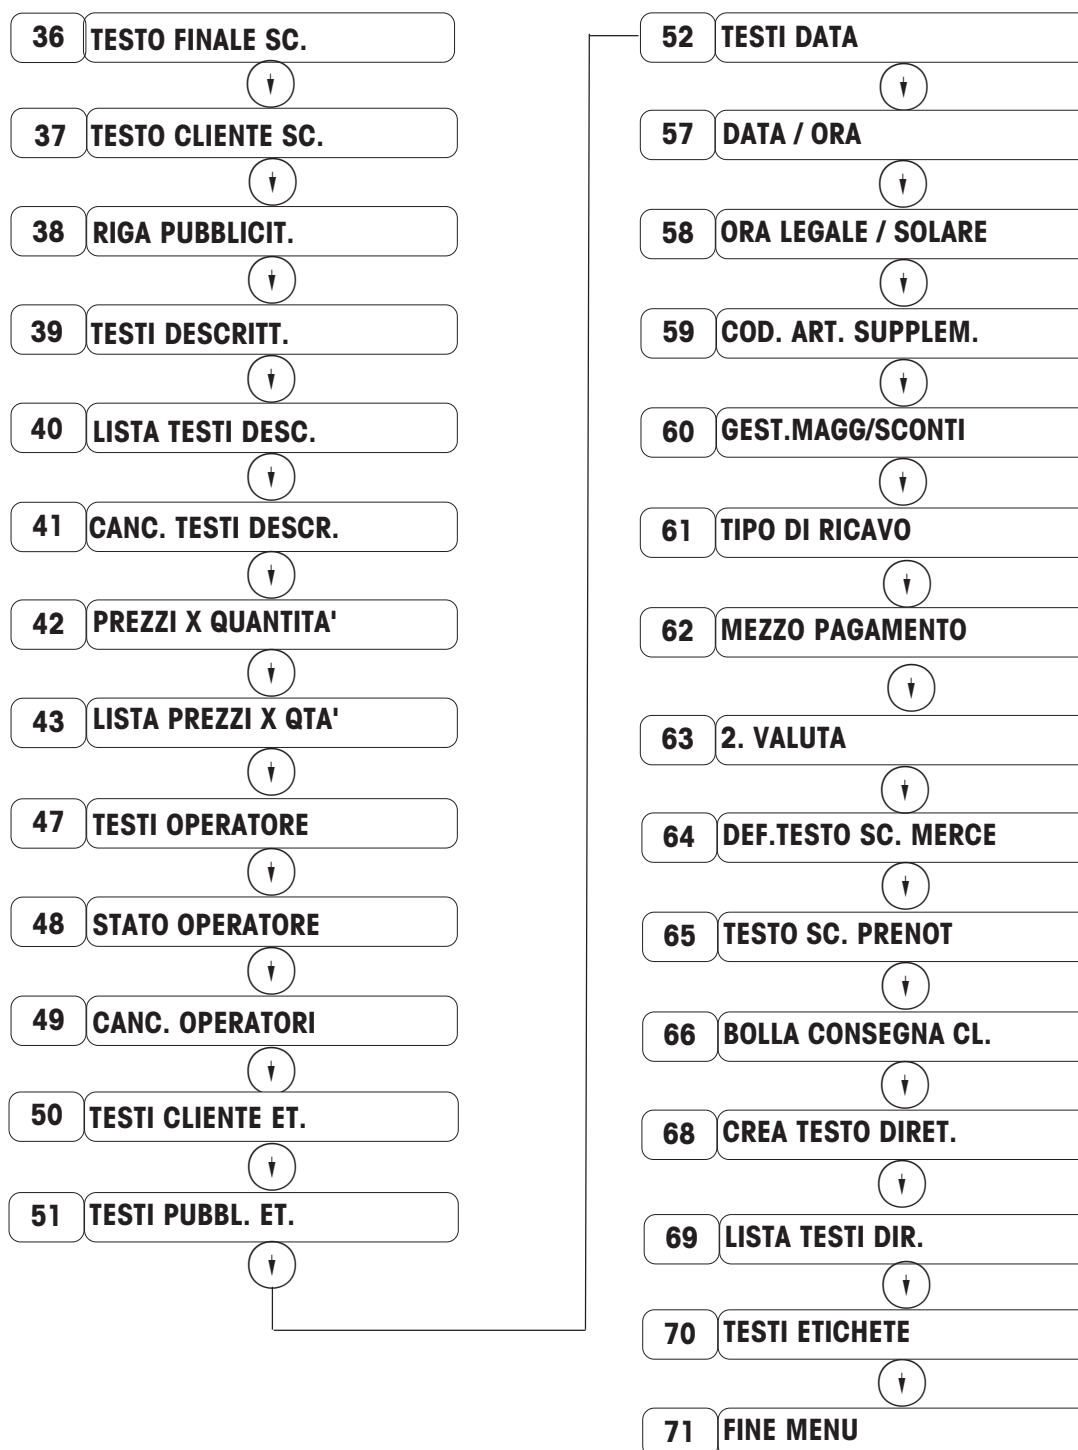 36 TESTO FINALE SC.
37 TESTO CLIENTE SC.
38 RIGA PUBBLICIT.
39 TESTI DESCRITT.
40 LISTA TESTI DESC.
41 CANC. TESTI DESCR.
42 PREZZI X QUANTITA'
43 LISTA PREZZI X QTA'
47 TESTI OPERATORE
48 STATO OPERATORE
49 CANC. OPERATORI
50 TESTI CLIENTE ET.
51 TESTI PUBBL. ET.
52 TESTI DATA
57 DATA / ORA
58 ORA LEGALE / SOLARE
59 COD. ART. SUPPLEM.
60 GEST.MAGG/SCONTI
61 TIPO DI RICAVO
62 MEZZO PAGAMENTO
63 2. VALUTA
64 DEF.TESTO SC. MERCE
65 TESTO SC. PRENOT
66 BOLLA CONSEGNA CL.
68 CREA TESTO DIRET.
69 LISTA TESTI DIR.
70 TESTI ETICHETE
71 FINE MENU